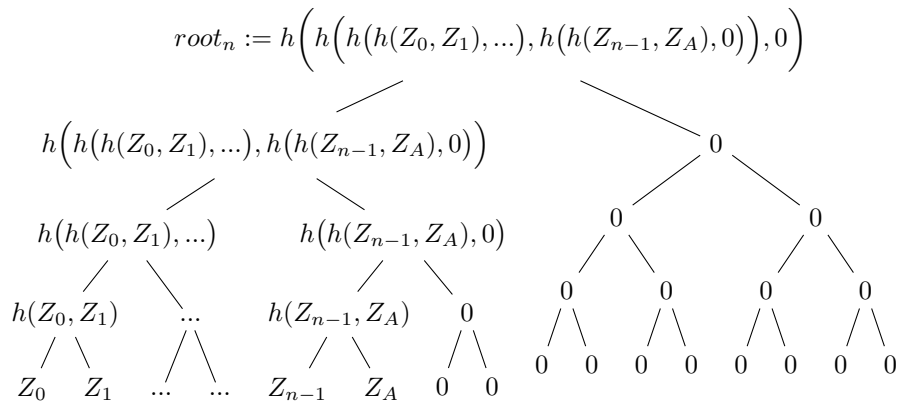 root_n := h(h(h(h(Z_0, Z_1), ...), h(h(Z_{n-1}, Z_A), 0)), 0)
h(h(h(Z_0, Z_1), ...), h(h(Z_{n-1}, Z_A), 0)) 0
h(h(Z_0, Z_1), ...) h(h(Z_{n-1}, Z_A), 0) 0 0
h(Z_0, Z_1) ... h(Z_{n-1}, Z_A) 0 0 0 0 0
Z_0 Z_1 ... ... Z_{n-1} Z_A 0 0 0 0 0 0 0 0 0 0